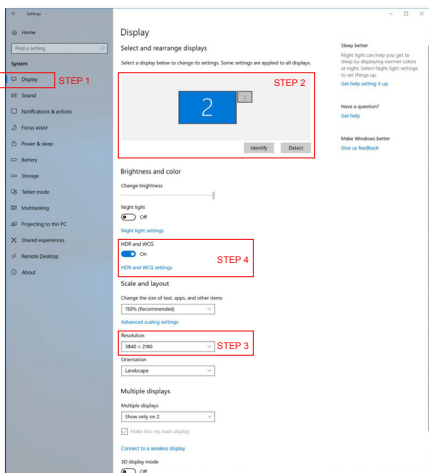 Settings
Home
Find a setting
System
Display
STEP 1
Sound
Notifications & actions
Focus assist
Power & sleep
Battery
Storage
Tablet mode
Multitasking
Projecting to this PC
Shared experiences
Remote Desktop
About
Display
Select and rearrange displays
Select a display below to change its settings. Some settings are applied to all displays.
STEP 2
2
1
Identify
Detect
Brightness and color
Change brightness
Night light
Off
Night light settings
HDR and WCG
On
STEP 4
HDR and WCG settings
Scale and layout
Change the size of text, apps, and other items
150% (Recommended)
Advanced scaling settings
Resolution
3840 × 2160
STEP 3
Orientation
Landscape
Multiple displays
Multiple displays
Show only on 2
Make this my main display
Connect to a wireless display
3D display mode
Off
Sleep better
Night light can help you get to
sleep by displaying warmer colors
at night. Select Night light settings
to set things up.
Get help setting it up
Have a question?
Get help
Make Windows better
Give us feedback